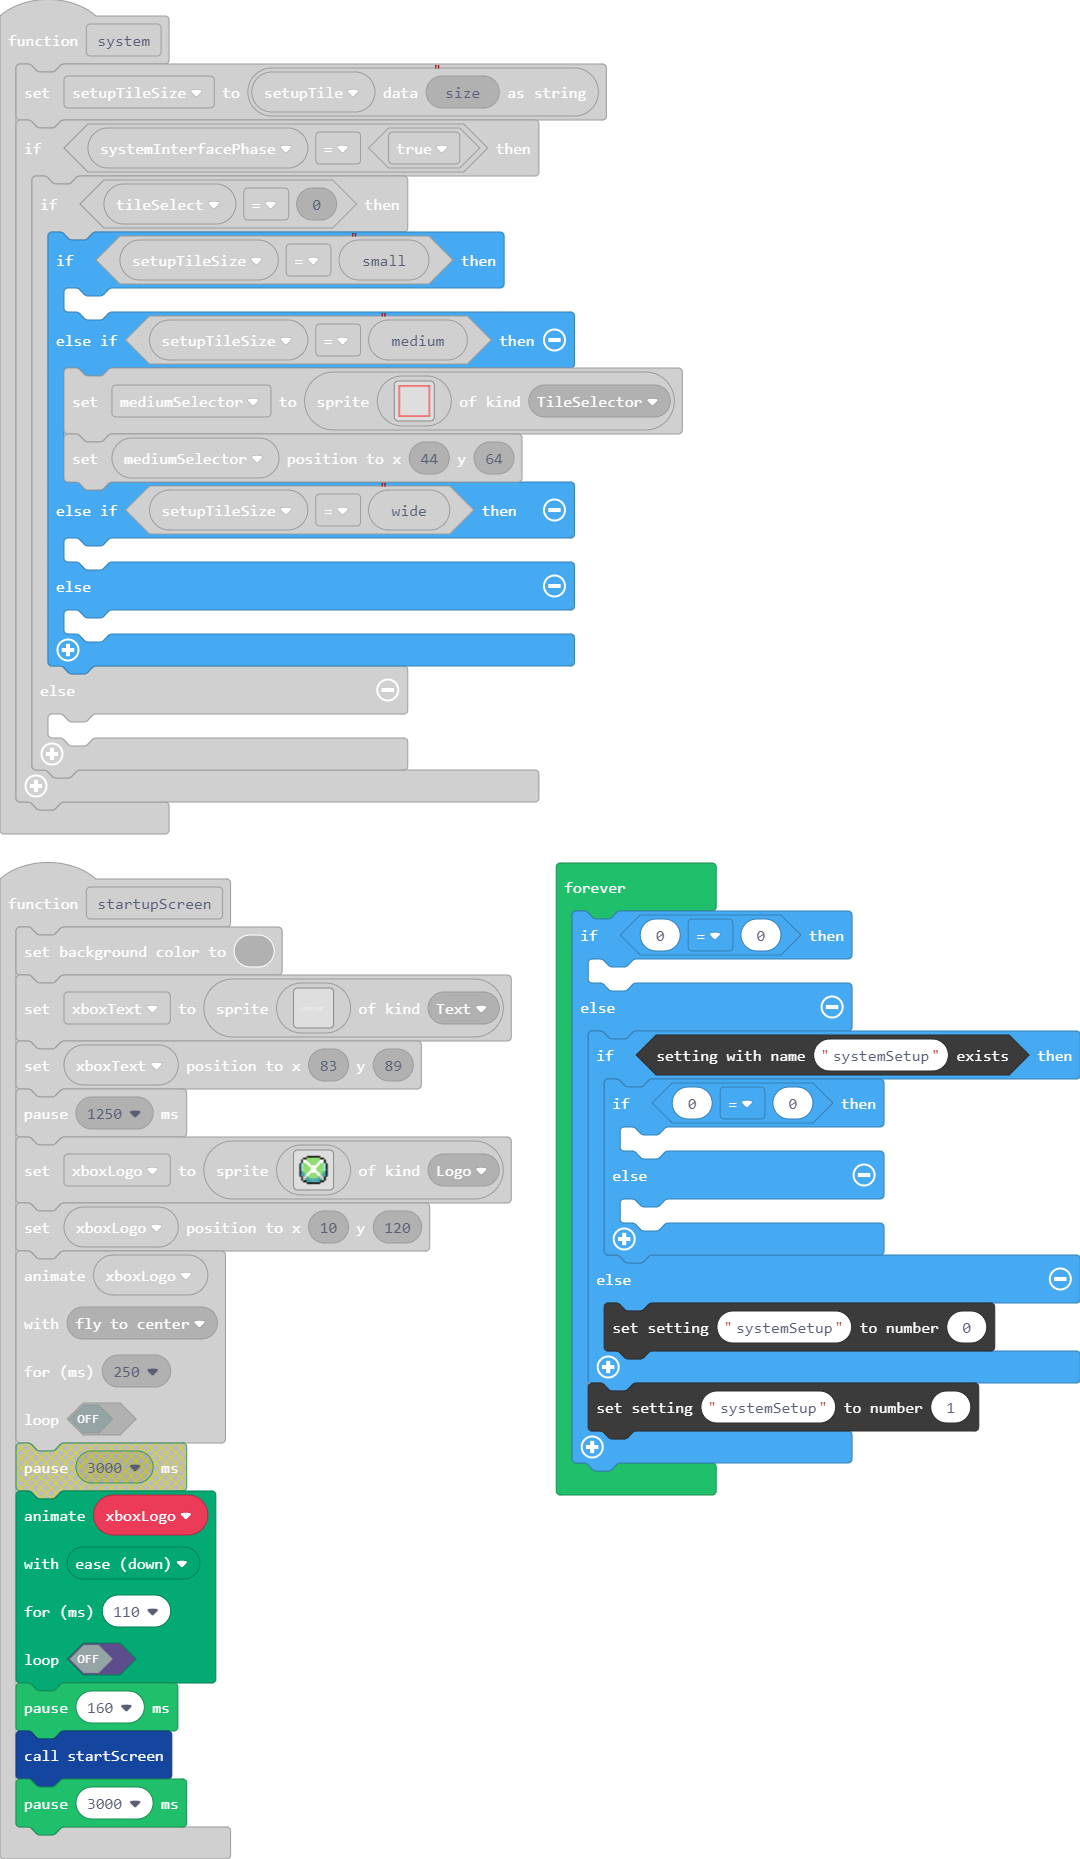 function system
set setupTileSize to setupTile data "size as string
if systemInterfacePhase = true then
if tileSelect = 0 then
if setupTileSize = "small then
else if setupTileSize = "medium then
set mediumSelector to sprite of kind TileSelector
set mediumSelector position to x 44 y 64
else if setupTileSize = "wide then
else
else
function startupScreen
set background color to
set xboxText to sprite of kind Text
set xboxText position to x 83 y 89
pause 1250 ms
set xboxLogo to sprite of kind Logo
set xboxLogo position to x 10 y 120
animate xboxLogo
with fly to center
for (ms) 250
loop OFF
pause 3000 ms
animate xboxLogo
with ease (down)
for (ms) 110
loop OFF
pause 160 ms
call startScreen
pause 3000 ms
forever
if 0 = 0 then
else
if setting with name "systemSetup" exists then
if 0 = 0 then
else
else
set setting "systemSetup" to number 0
set setting "systemSetup" to number 1